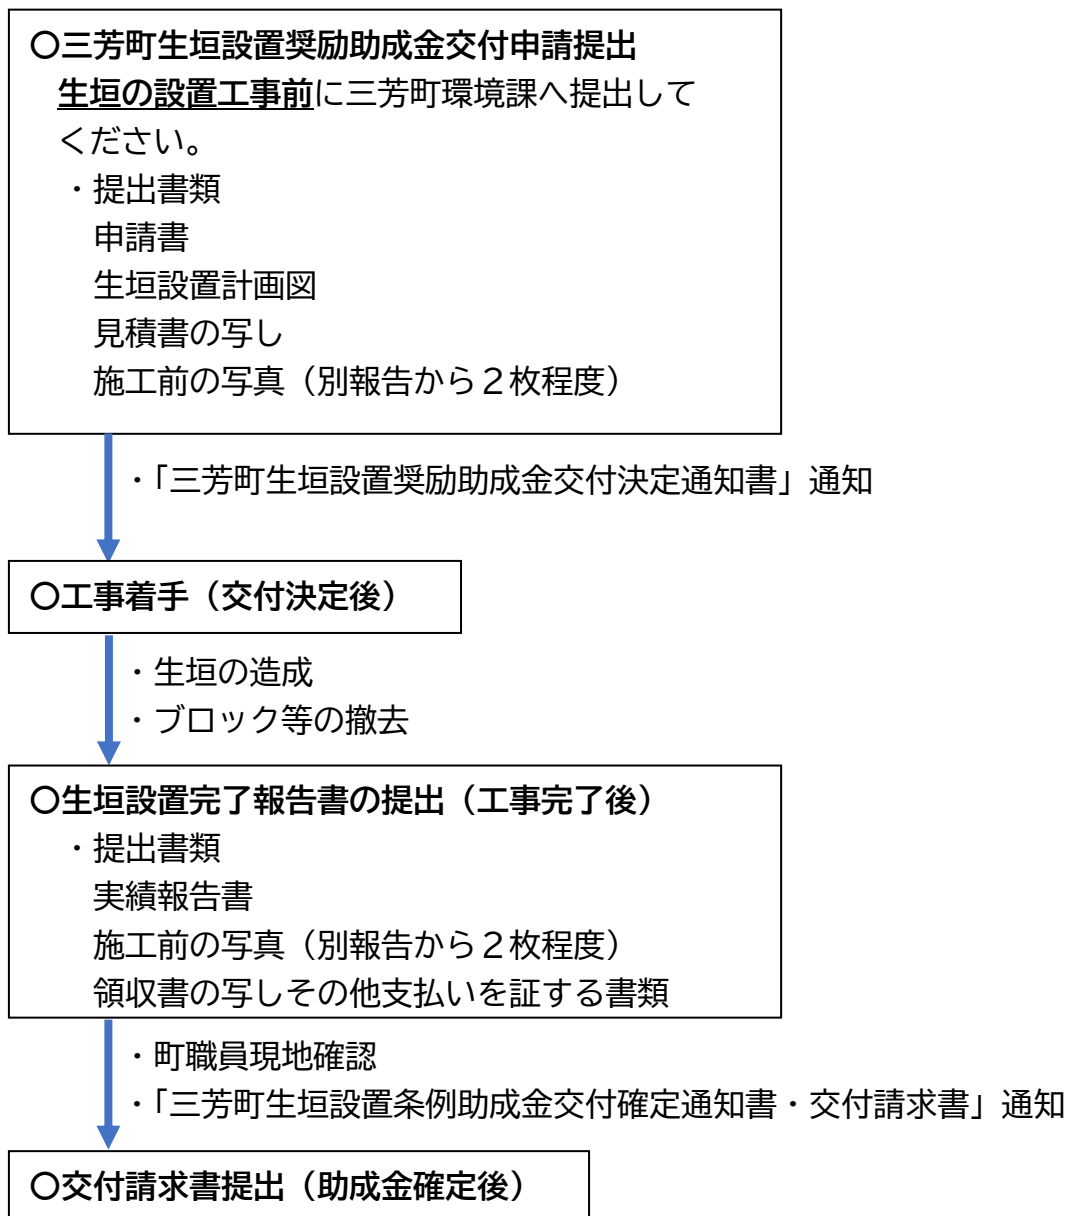 〇三芳町生垣設置奨励助成金交付申請提出
生垣の設置工事前に三芳町環境課へ提出して
ください。
・提出書類
申請書
生垣設置計画図
見積書の写し
施工前の写真（別報告から２枚程度）
・「三芳町生垣設置奨励助成金交付決定通知書」通知
〇工事着手（交付決定後）
・生垣の造成
・ブロック等の撤去
〇生垣設置完了報告書の提出（工事完了後）
・提出書類
実績報告書
施工前の写真（別報告から２枚程度）
領収書の写しその他支払いを証する書類
・町職員現地確認
・「三芳町生垣設置条例助成金交付確定通知書・交付請求書」通知
〇交付請求書提出（助成金確定後）